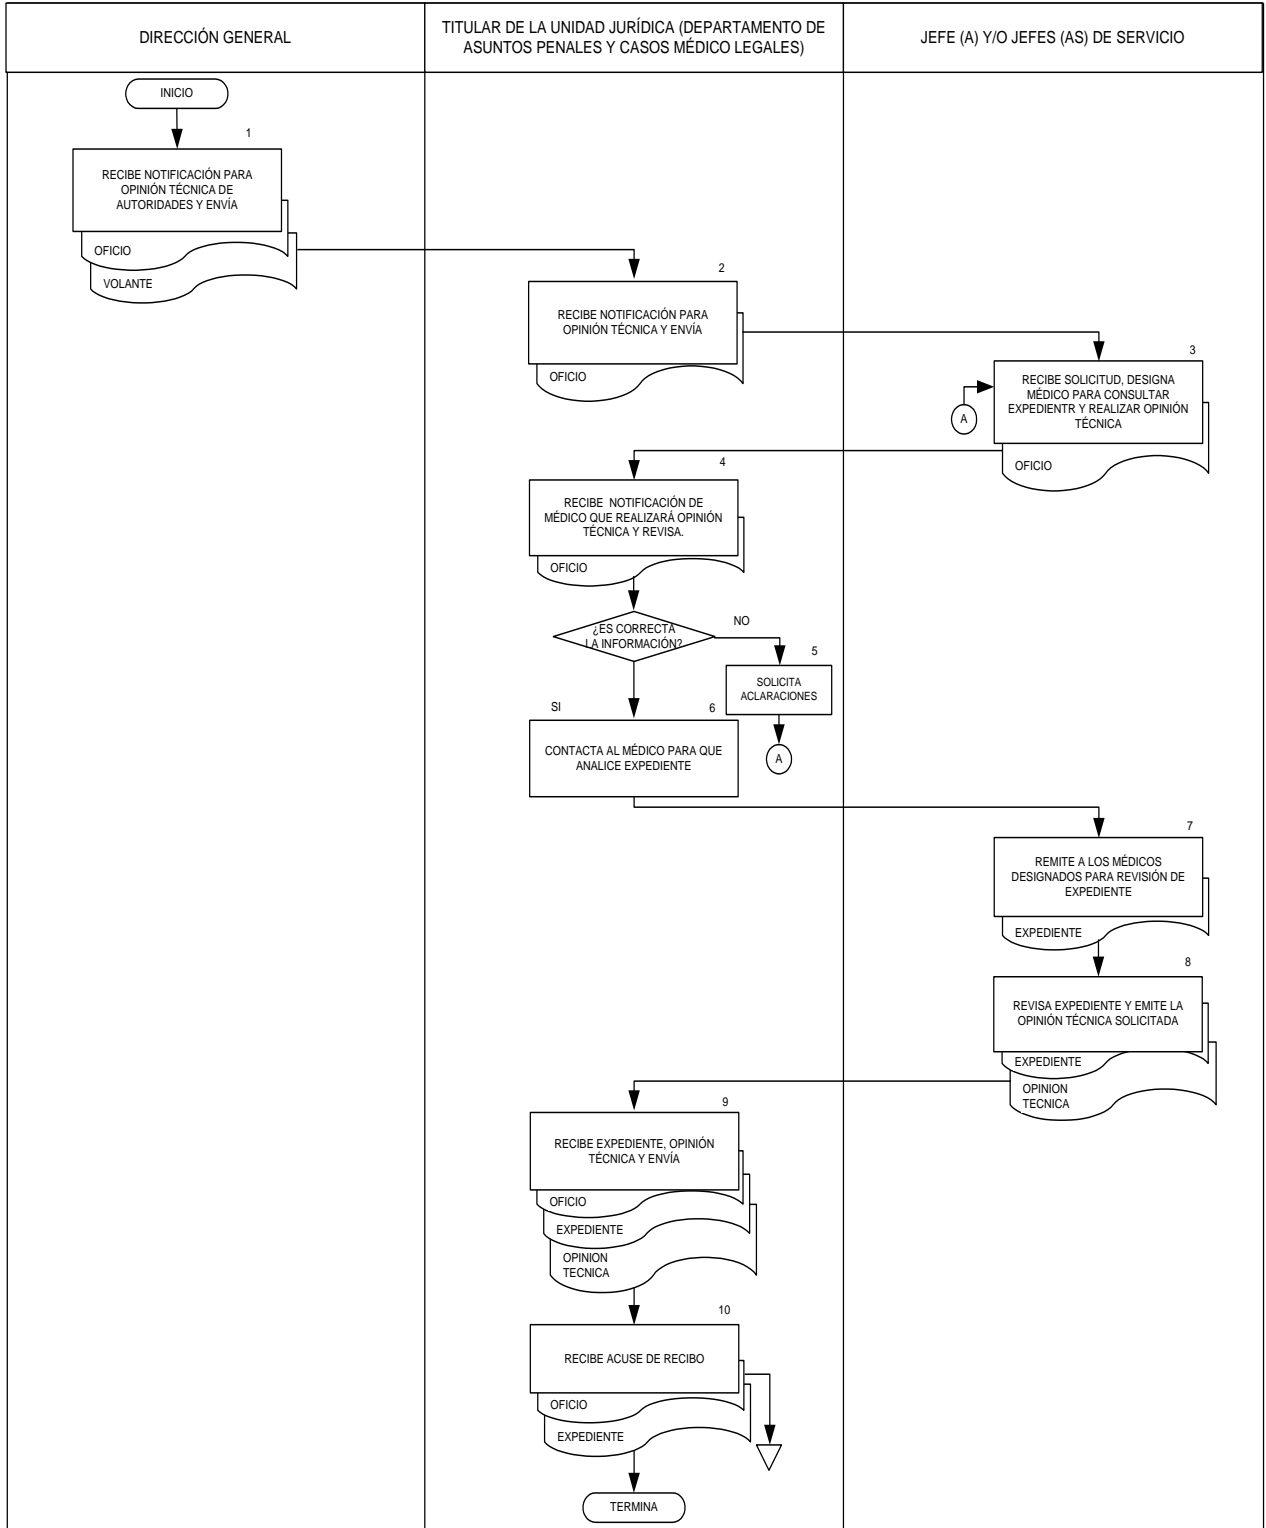 DIRECCIÓN GENERAL
TITULAR DE LA UNIDAD JURÍDICA (DEPARTAMENTO DE
ASUNTOS PENALES Y CASOS MÉDICO LEGALES)
JEFE (A) Y/O JEFES (AS) DE SERVICIO
INICIO
1
RECIBE NOTIFICACIÓN PARA
OPINIÓN TÉCNICA DE
AUTORIDADES Y ENVÍA
OFICIO
VOLANTE
2
RECIBE NOTIFICACIÓN PARA
OPINIÓN TÉCNICA Y ENVÍA
OFICIO
3
RECIBE SOLICITUD, DESIGNA
MÉDICO PARA CONSULTAR
EXPEDIENTR Y REALIZAR OPINIÓN
TÉCNICA
A
OFICIO
4
RECIBE NOTIFICACIÓN DE
MÉDICO QUE REALIZARÁ OPINIÓN
TÉCNICA Y REVISA.
OFICIO
¿ES CORRECTA
LA INFORMACIÓN?
NO
5
SOLICITA
ACLARACIONES
A
SI
6
CONTACTA AL MÉDICO PARA QUE
ANALICE EXPEDIENTE
7
REMITE A LOS MÉDICOS
DESIGNADOS PARA REVISIÓN DE
EXPEDIENTE
EXPEDIENTE
8
REVISA EXPEDIENTE Y EMITE LA
OPINIÓN TÉCNICA SOLICITADA
EXPEDIENTE
OPINION
TECNICA
9
RECIBE EXPEDIENTE, OPINIÓN
TÉCNICA Y ENVÍA
OFICIO
EXPEDIENTE
OPINION
TECNICA
10
RECIBE ACUSE DE RECIBO
OFICIO
EXPEDIENTE
TERMINA